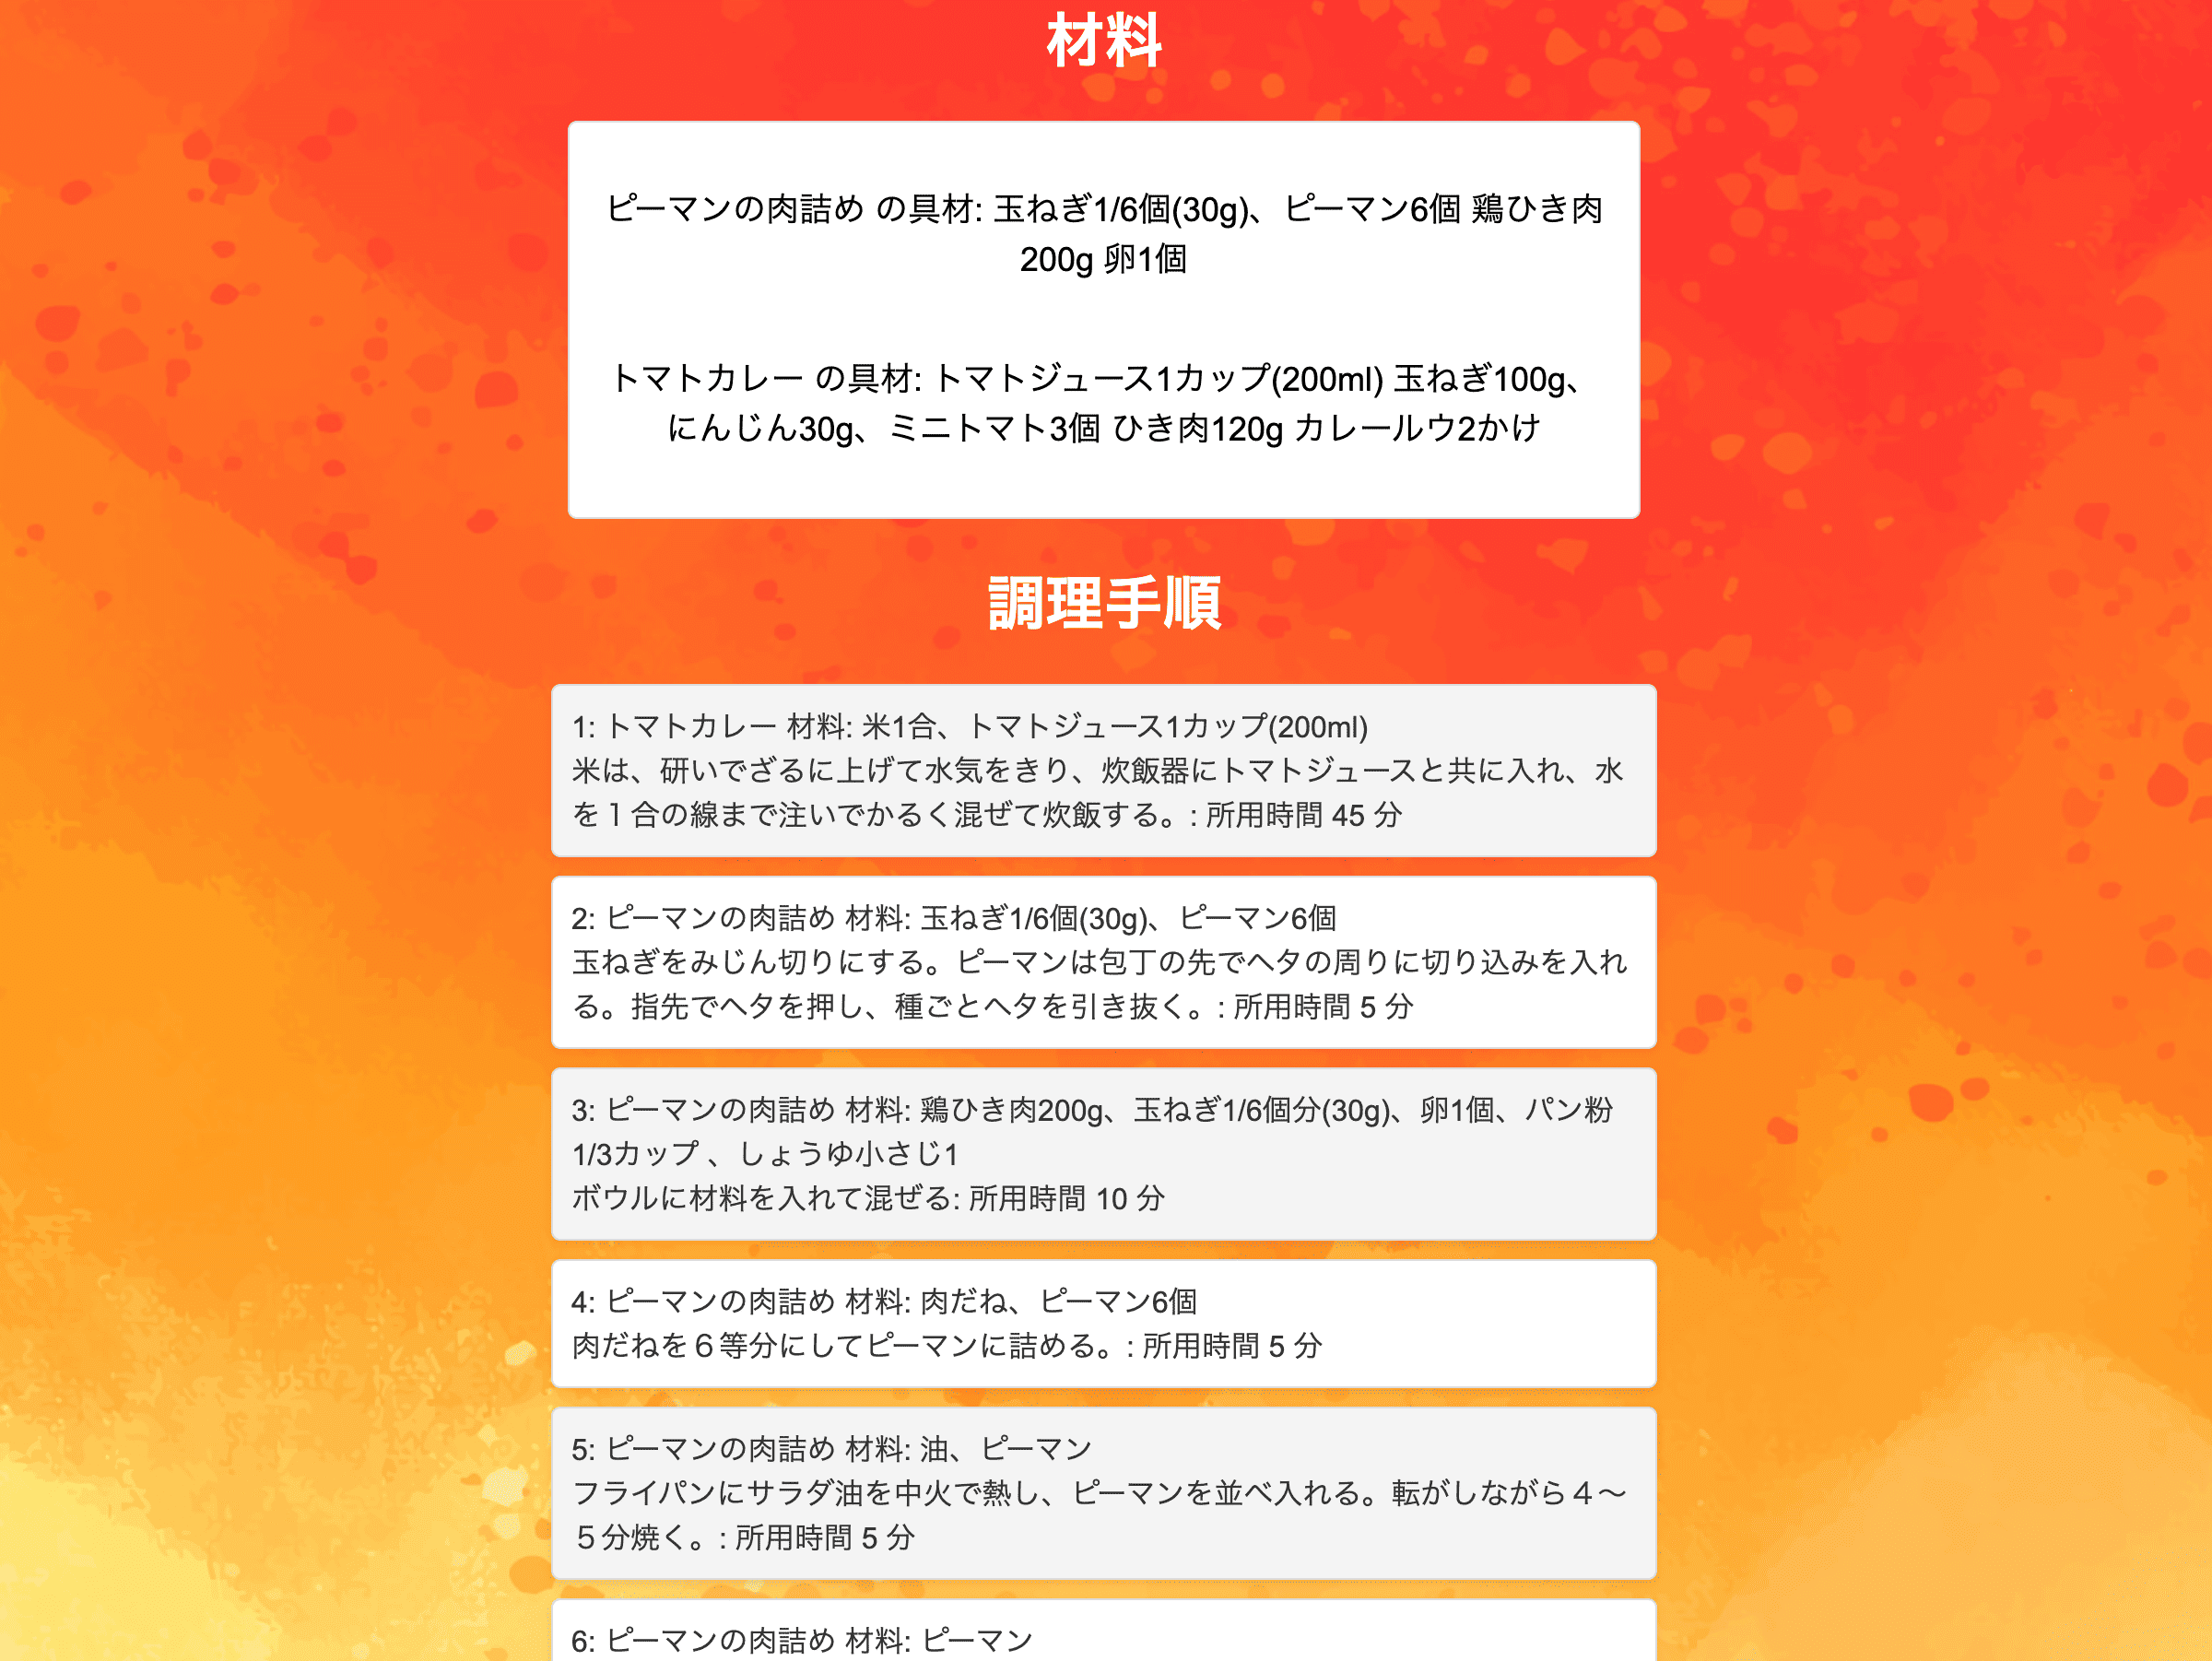 材料
ピーマンの肉詰め の具材: 玉ねぎ1/6個(30g)、ピーマン6個 鶏ひき肉
200g 卵1個
トマトカレー の具材: トマトジュース1カップ(200ml) 玉ねぎ100g、
にんじん30g、ミニトマト3個 ひき肉120g カレールウ2かけ
調理手順
1: トマトカレー 材料: 米1合、トマトジュース1カップ(200ml)
米は、研いでざるに上げて水気をきり、炊飯器にトマトジュースと共に入れ、水
を１合の線まで注いでかるく混ぜて炊飯する。: 所用時間 45 分
2: ピーマンの肉詰め 材料: 玉ねぎ1/6個(30g)、ピーマン6個
玉ねぎをみじん切りにする。ピーマンは包丁の先でヘタの周りに切り込みを入れ
る。指先でヘタを押し、種ごとヘタを引き抜く。: 所用時間 5 分
3: ピーマンの肉詰め 材料: 鶏ひき肉200g、玉ねぎ1/6個分(30g)、卵1個、パン粉
1/3カップ 、しょうゆ小さじ1
ボウルに材料を入れて混ぜる: 所用時間 10 分
4: ピーマンの肉詰め 材料: 肉だね、ピーマン6個
肉だねを６等分にしてピーマンに詰める。: 所用時間 5 分
5: ピーマンの肉詰め 材料: 油、ピーマン
フライパンにサラダ油を中火で熱し、ピーマンを並べ入れる。転がしながら４〜
５分焼く。: 所用時間 5 分
6: ピーマンの肉詰め 材料: ピーマン